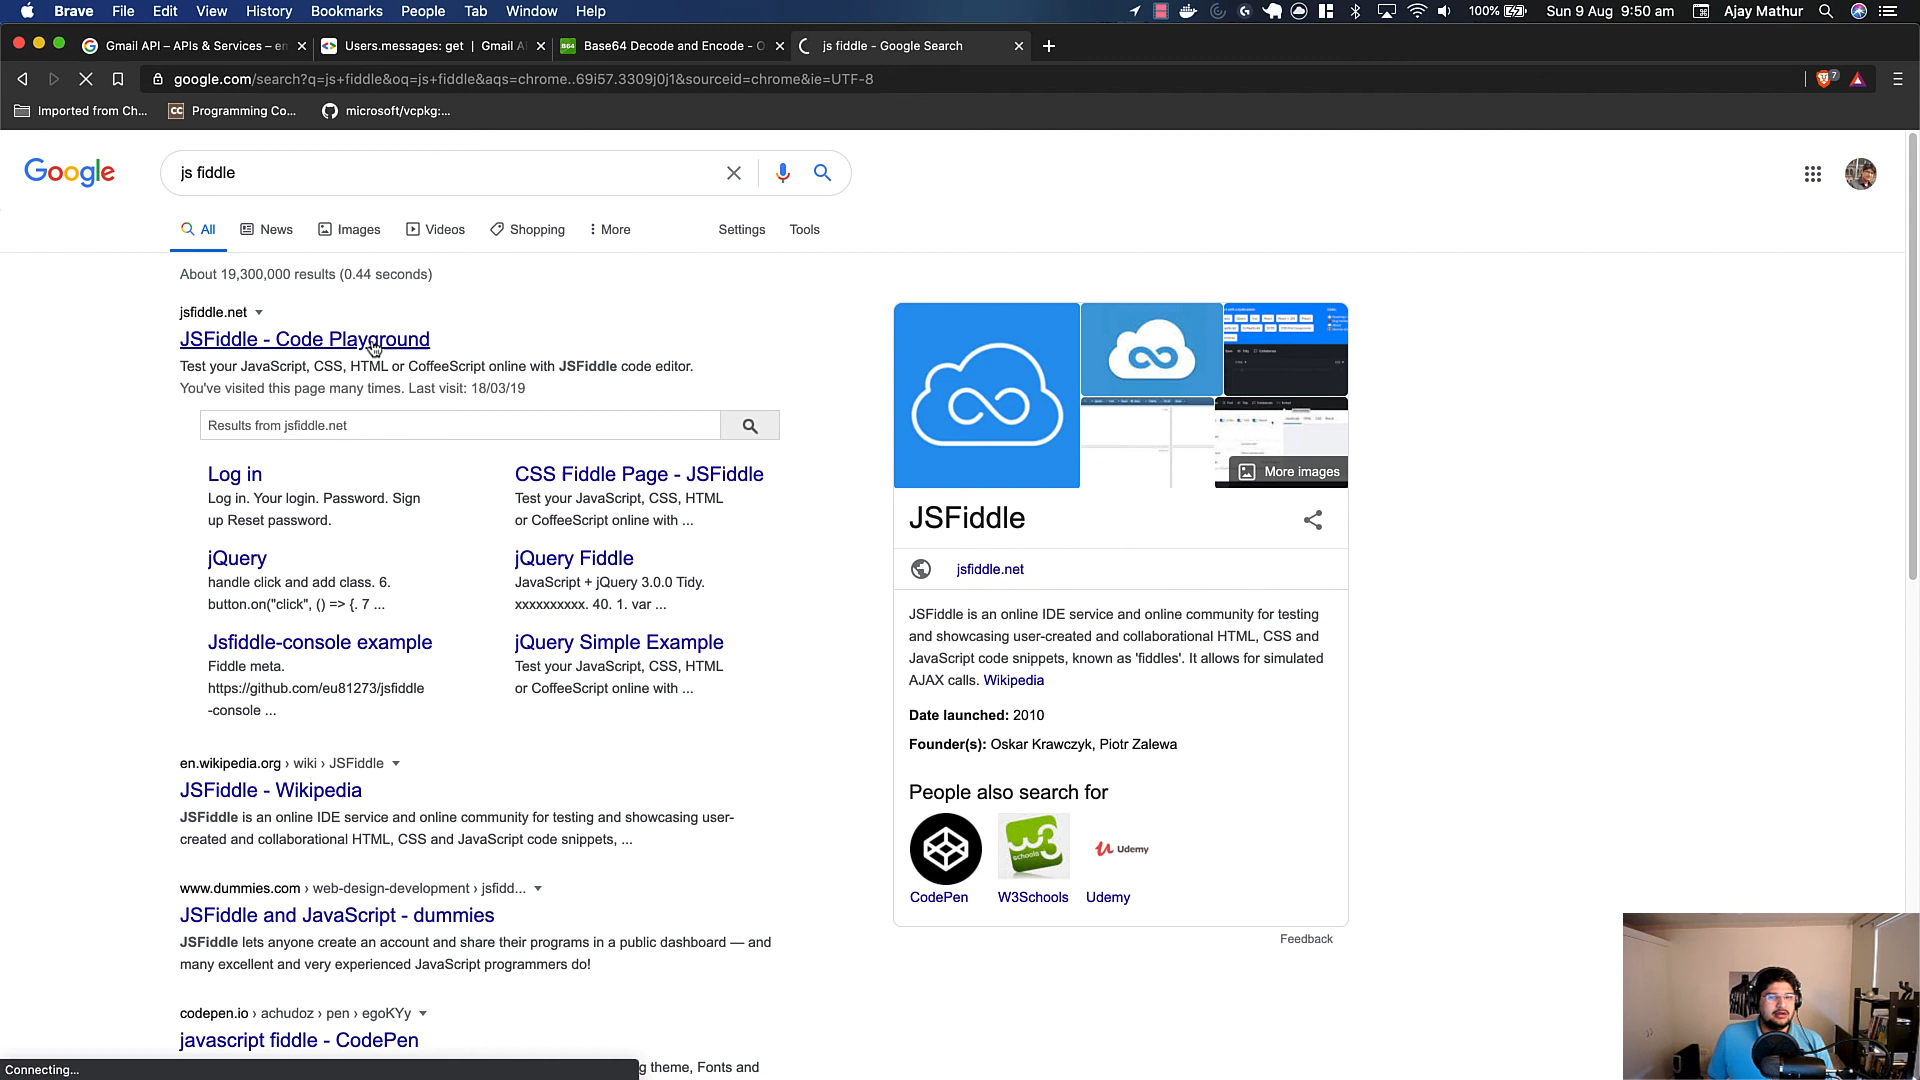 Brave File Edit View History Bookmarks People Tab Window Help 100% Sun 9 Aug 9:50 am Ajay Mathur
Gmail API – APIs & Services – em
Users.messages: get | Gmail A
Base64 Decode and Encode - O
js fiddle - Google Search
google.com/search?q=js+fiddle&oq=js+fiddle&aqs=chrome..69i57.3309j0j1&sourceid=chrome&ie=UTF-8
7
Imported from Ch... Programming Co... microsoft/vcpkg:...
Google
js fiddle
All News Images Videos Shopping More Settings Tools
About 19,300,000 results (0.44 seconds)
jsfiddle.net
JSFiddle - Code Playground
Test your JavaScript, CSS, HTML or CoffeeScript online with JSFiddle code editor.
You've visited this page many times. Last visit: 18/03/19
Results from jsfiddle.net
Log in
Log in. Your login. Password. Sign
up Reset password.
CSS Fiddle Page - JSFiddle
Test your JavaScript, CSS, HTML
or CoffeeScript online with ...
jQuery
handle click and add class. 6.
button.on("click", () => {. 7 ...
jQuery Fiddle
JavaScript + jQuery 3.0.0 Tidy.
xxxxxxxxxx. 40. 1. var ...
Jsfiddle-console example
Fiddle meta.
https://github.com/eu81273/jsfiddle
-console ...
jQuery Simple Example
Test your JavaScript, CSS, HTML
or CoffeeScript online with ...
en.wikipedia.org › wiki › JSFiddle
JSFiddle - Wikipedia
JSFiddle is an online IDE service and online community for testing and showcasing user-
created and collaborational HTML, CSS and JavaScript code snippets, ...
www.dummies.com › web-design-development › jsfidd...
JSFiddle and JavaScript - dummies
JSFiddle lets anyone create an account and share their programs in a public dashboard — and
many excellent and very experienced JavaScript programmers do!
codepen.io › achudoz › pen › egoKYy
javascript fiddle - CodePen
g theme, Fonts and
Connecting...
More images
JSFiddle
jsfiddle.net
JSFiddle is an online IDE service and online community for testing
and showcasing user-created and collaborational HTML, CSS and
JavaScript code snippets, known as 'fiddles'. It allows for simulated
AJAX calls. Wikipedia
Date launched: 2010
Founder(s): Oskar Krawczyk, Piotr Zalewa
People also search for
w3
schools
Udemy
CodePen W3Schools Udemy
Feedback